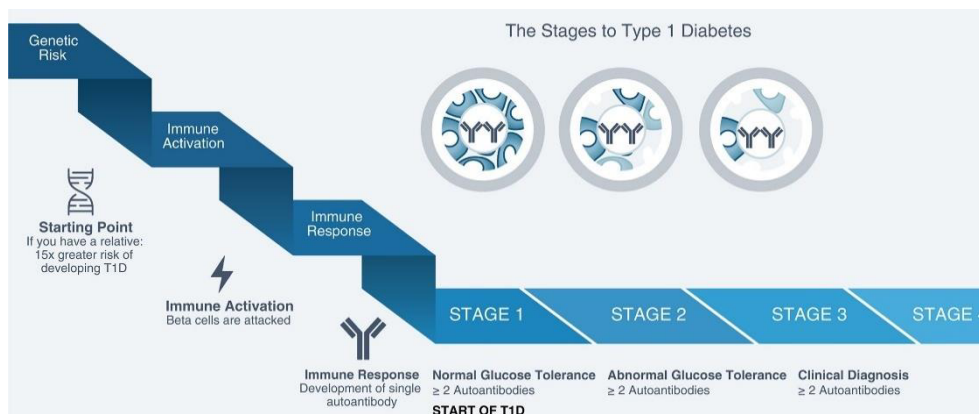 The Stages to Type 1 Diabetes
Genetic
Risk
Immune
Activation
Immune
Response
Starting Point
If you have a relative:
15x greater risk of
developing T1D
Immune Activation
Beta cells are attacked
Immune Response
Development of single
autoantibody
STAGE 1
STAGE 2
STAGE 3
STAGE
Normal Glucose Tolerance
≥ 2 Autoantibodies
START OF T1D
Abnormal Glucose Tolerance
≥ 2 Autoantibodies
Clinical Diagnosis
≥ 2 Autoantibodies